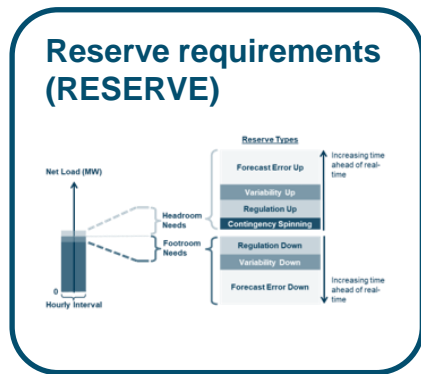 Reserve requirements
(RESERVE)
Reserve Types
Net Load (MW)
Headroom
Needs
Footroom
Needs
0
Hourly Interval
Forecast Error Up
Variability Up
Regulation Up
Contingency Spinning
Regulation Down
Variability Down
Forecast Error Down
Increasing time
ahead of real-
time
Increasing time
ahead of real-
time